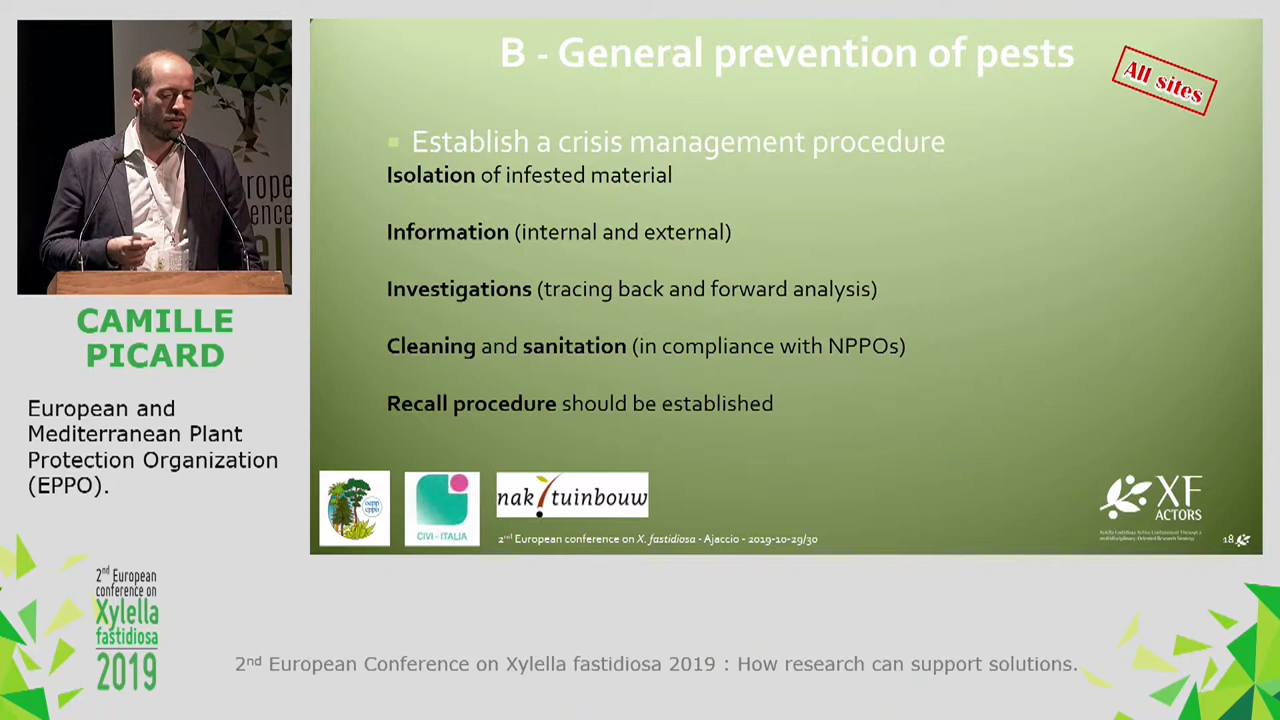 B - General prevention of pests
All sites
Establish a crisis management procedure
Isolation of infested material
Information (internal and external)
Investigations (tracing back and forward analysis)
Cleaning and sanitation (in compliance with NPPOs)
Recall procedure should be established
oepp
eppo
CIVI - ITALIA
nak tuinbouw
XF
ACTORS
2nd European conference on X. fastidiosa - Ajaccio - 2019-10-29/30
18
CAMILLE
PICARD
European and
Mediterranean Plant
Protection Organization
(EPPO).
2nd European
conference on
Xylella
fastidiosa
2019
2nd European Conference on Xylella fastidiosa 2019 : How research can support solutions.